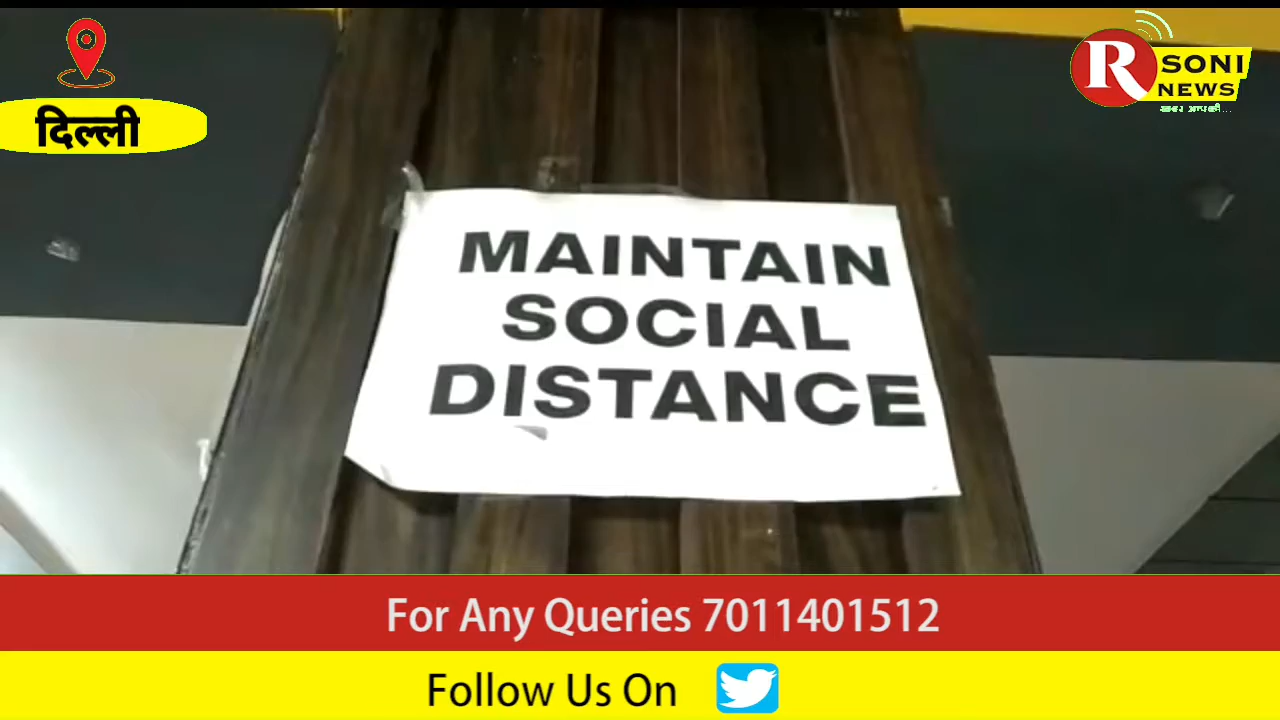 दिल्ली
R
SONI
NEWS
MAINTAIN
SOCIAL
DISTANCE
For Any Queries 7011401512
Follow Us On